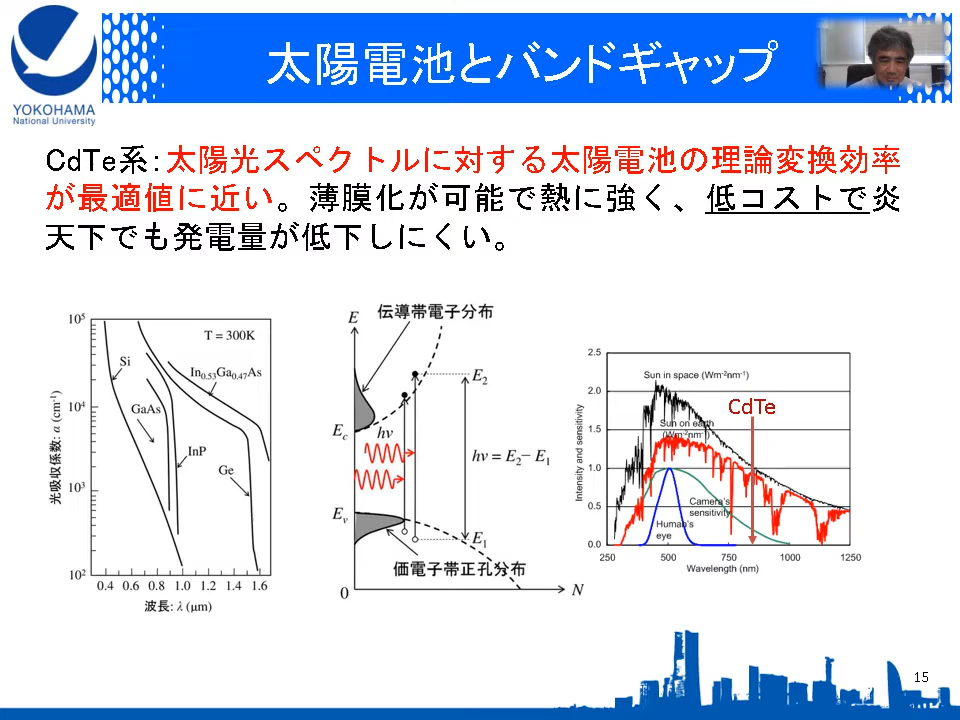 YOKOHAMA
National University
太陽電池とバンドギャップ
CdTe系：太陽光スペクトルに対する太陽電池の理論変換効率
が最適値に近い。薄膜化が可能で熱に強く、低コストで炎
天下でも発電量が低下しにくい。
10⁵
10⁴
10³
10²
光吸収係数: α (cm⁻¹)
T = 300K
Si
In0.53Ga0.47As
GaAs
InP
Ge
0.4 0.6 0.8 1.0 1.2 1.4 1.6
波長: λ (μm)
E
伝導帯電子分布
E2
Ec
hν
hν = E2− E1
Ev
E1
価電子帯正孔分布
0
N
2.5
2.0
1.5
1.0
0.5
0.0
Intensity and sensitivity
Sun in space (Wm-2nm-1)
CdTe
Sun on earth
(Wm-2nm-1)
Camera's
sensitivity
Human's
eye
250 500 750 1000 1250
Wavelength (nm)
15